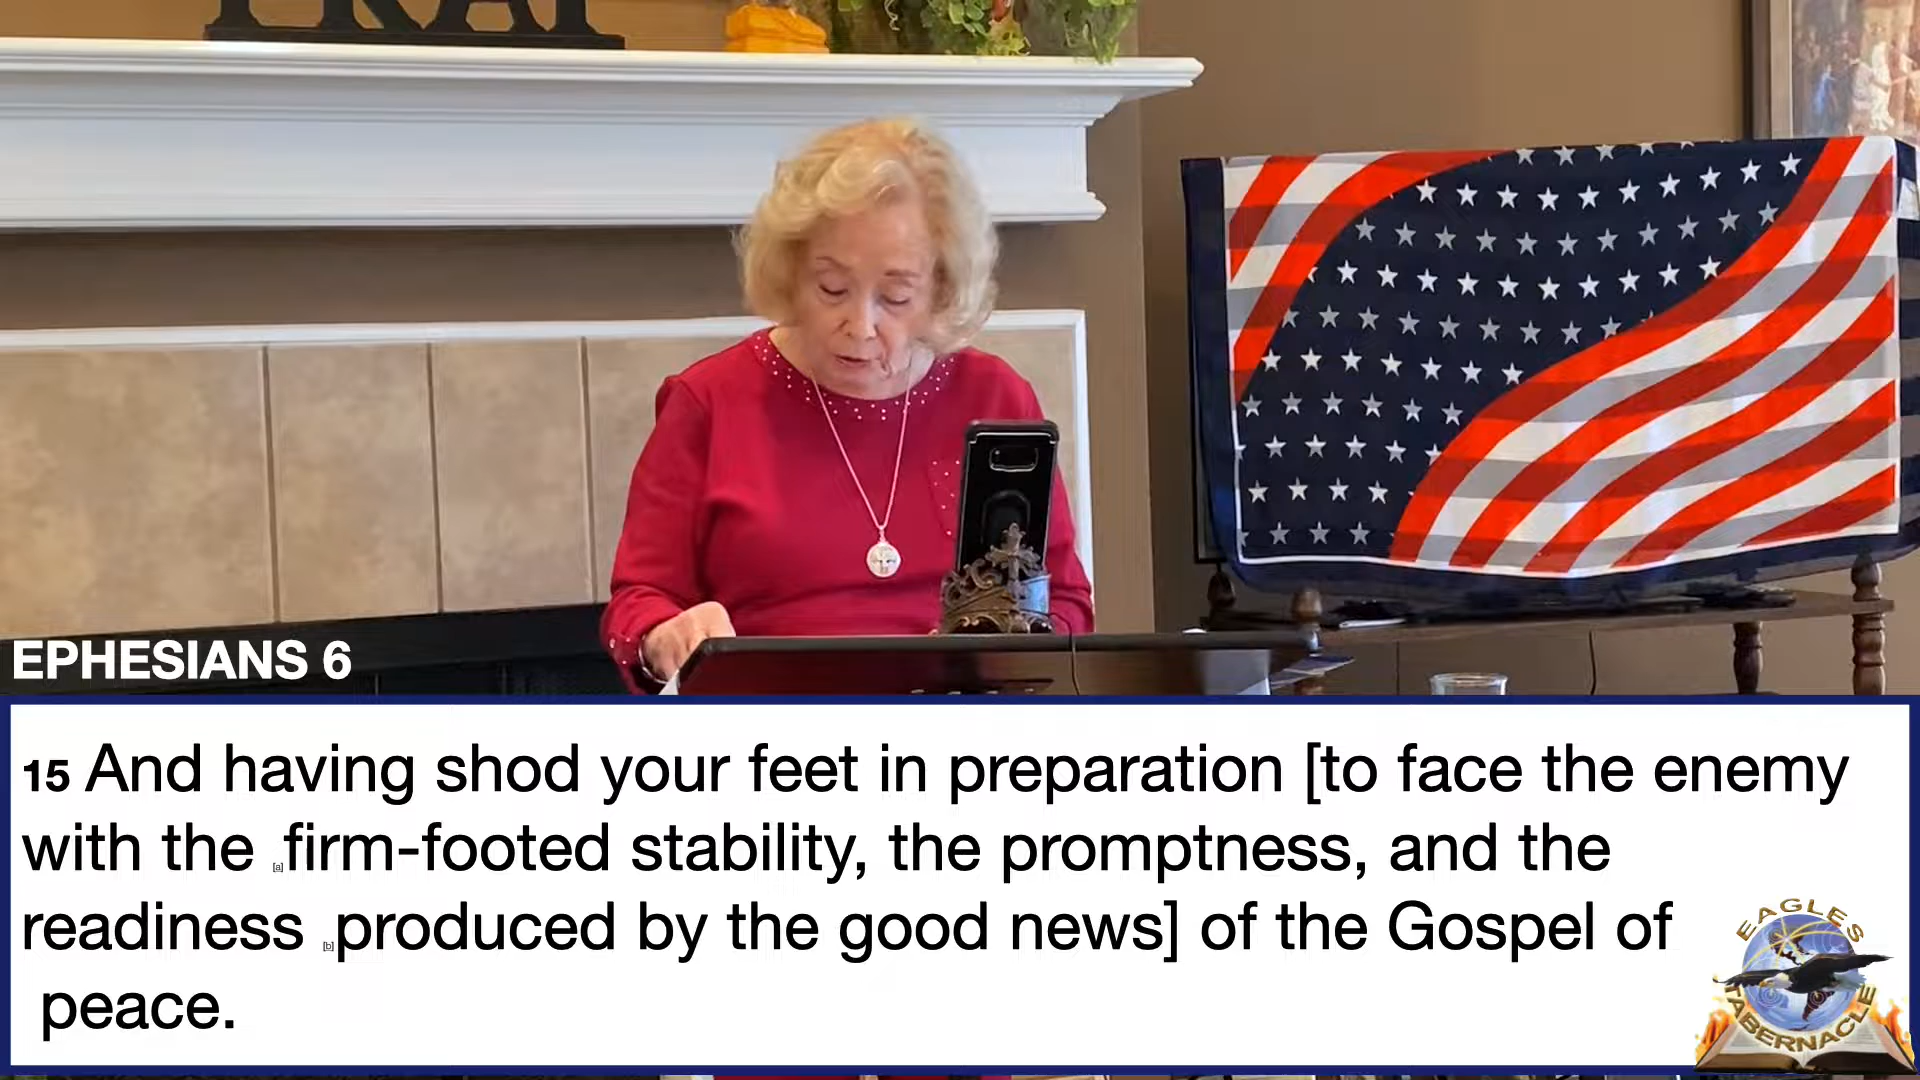 PRAY
EPHESIANS 6
15 And having shod your feet in preparation [to face the enemy
with the [a]firm-footed stability, the promptness, and the
readiness [b]produced by the good news] of the Gospel of
peace.
EAGLES
TABERNACLE